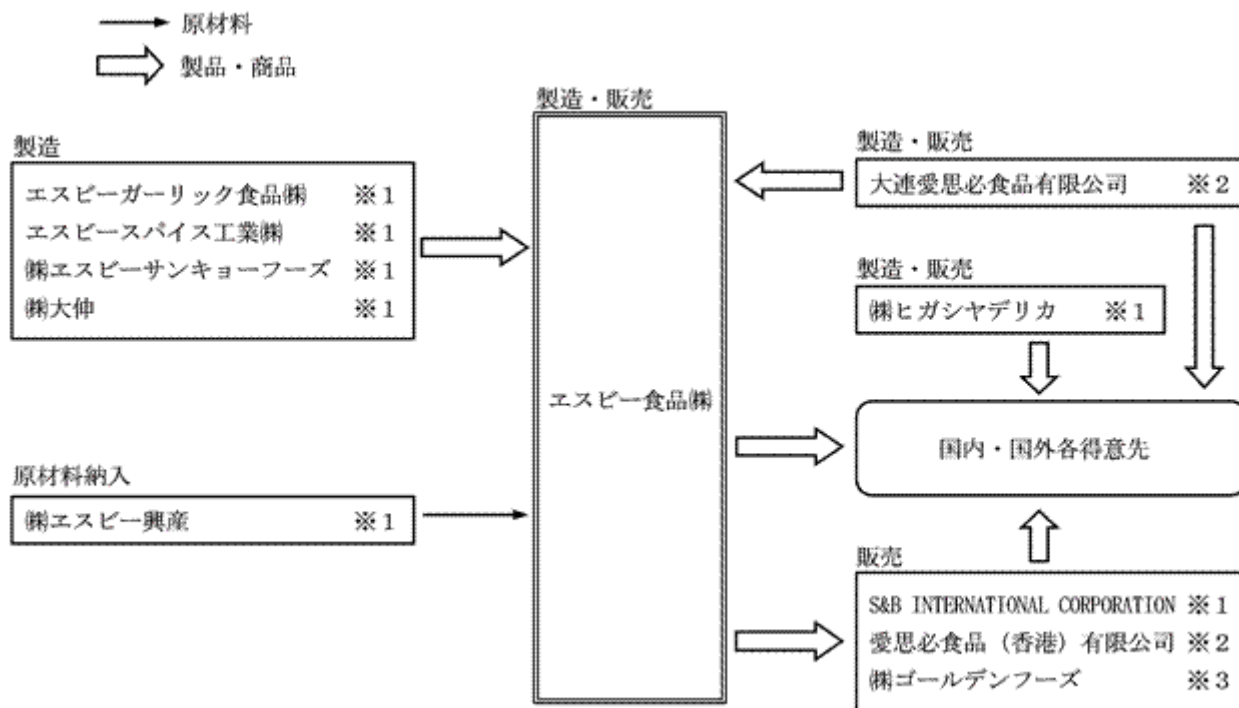 原材料
製品・商品
製造
エスビーガーリック食品㈱ ※1
ヱスビースパイス工業㈱ ※1
㈱ヱスビーサンキョーフーズ ※1
㈱大伸 ※1
原材料納入
㈱ヱスビー興産 ※1
製造・販売
ヱスビー食品㈱
製造・販売
大連愛思必食品有限公司 ※2
製造・販売
㈱ヒガシヤデリカ ※1
国内・国外各得意先
販売
S&B INTERNATIONAL CORPORATION ※1
愛思必食品（香港）有限公司 ※2
㈱ゴールデンフーズ ※3